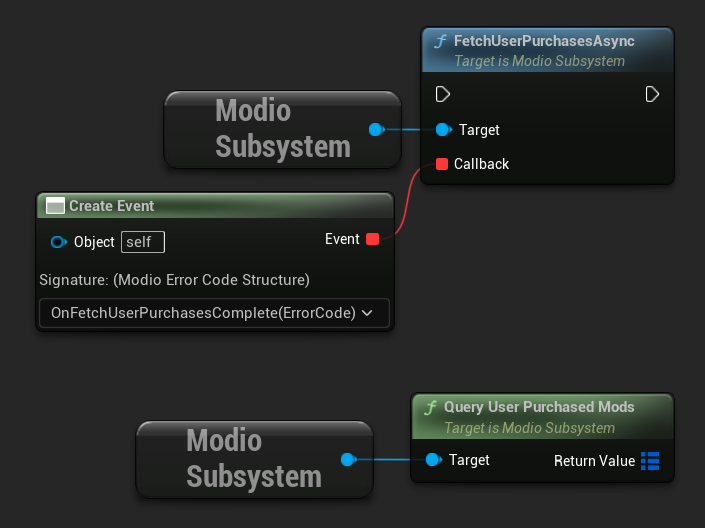 FetchUserPurchasesAsync
Target is Modio Subsystem
Modio
Subsystem
Target
Callback
Create Event
Object self
Event
Signature: (Modio Error Code Structure)
OnFetchUserPurchasesComplete(ErrorCode)
Query User Purchased Mods
Target is Modio Subsystem
Modio
Subsystem
Target
Return Value